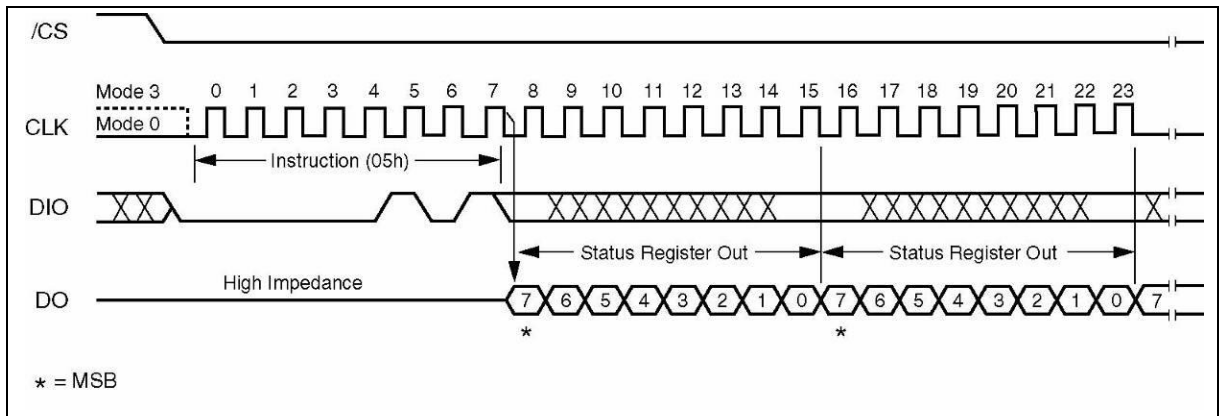 /CS
Mode 3
0 1 2 3 4 5 6 7 8 9 10 11 12 13 14 15 16 17 18 19 20 21 22 23
CLK
Mode 0
Instruction (05h)
DIO
Status Register Out Status Register Out
High Impedance
DO
7 6 5 4 3 2 1 0 7 6 5 4 3 2 1 0 7
* *
* = MSB